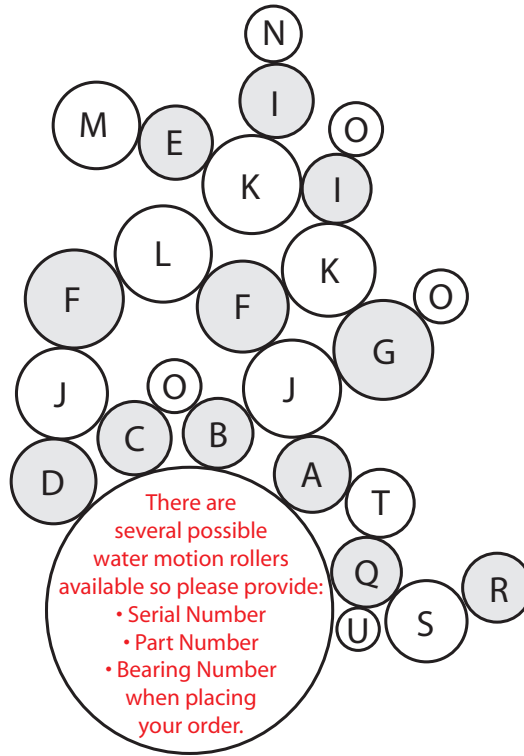 N
I
O
M
E
K
I
L
K
F
F
O
G
J
O
J
C
B
D
A
T
There are
several possible
water motion rollers
available so please provide:
• Serial Number
• Part Number
• Bearing Number
when placing
your order.
Q
R
U
S